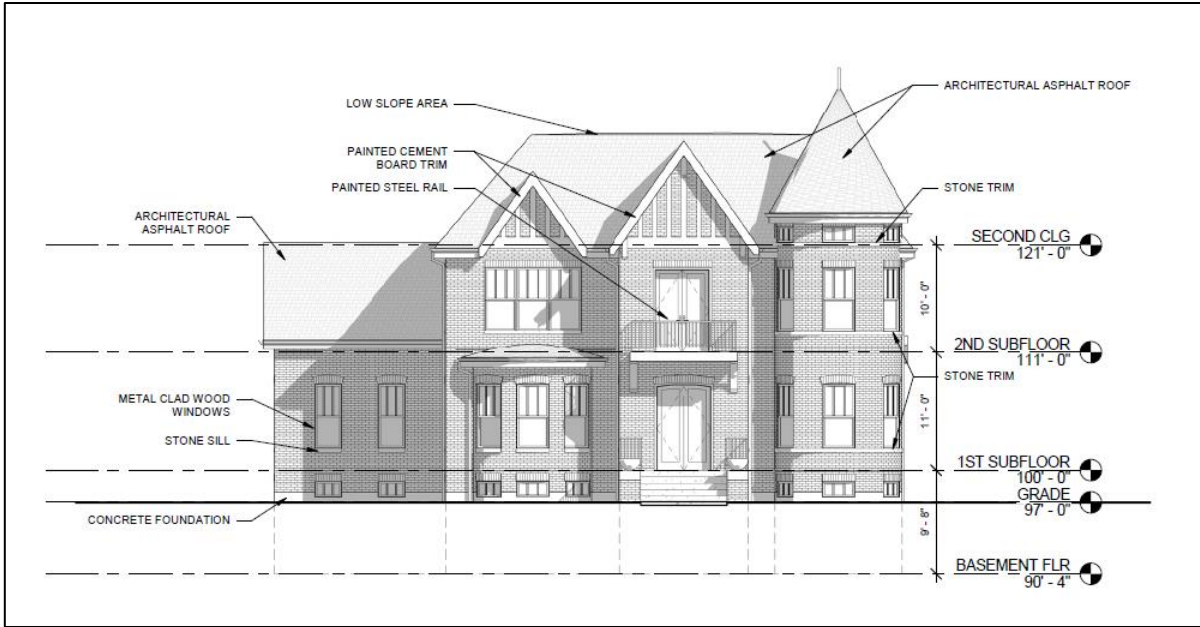 ARCHITECTURAL ASPHALT ROOF
LOW SLOPE AREA
PAINTED CEMENT
BOARD TRIM
PAINTED STEEL RAIL
STONE TRIM
ARCHITECTURAL
ASPHALT ROOF
SECOND CLG
121' - 0"
10' - 0"
2ND SUBFLOOR
111' - 0"
STONE TRIM
METAL CLAD WOOD
WINDOWS
11' - 0"
STONE SILL
1ST SUBFLOOR
100' - 0"
GRADE
97' - 0"
CONCRETE FOUNDATION
9' - 8"
BASEMENT FLR
90' - 4"